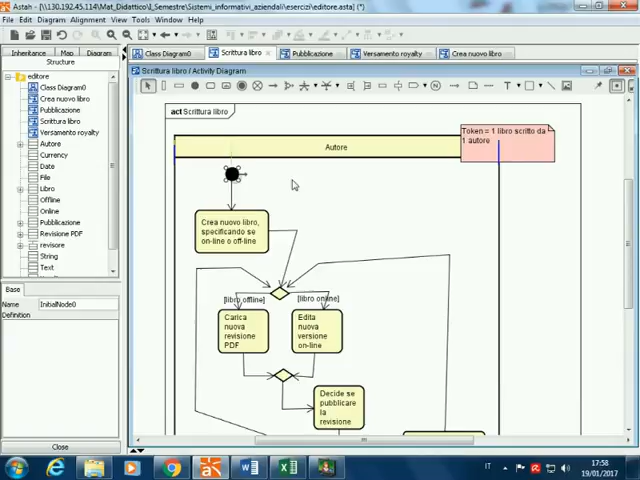 Astah - [\\130.192.45.114\Mat_Didattico\I_Semestre\Sistemi_informativi_aziendali\esercizi\editore.asta] (*)
File Edit Diagram Alignment View Tools Window Help
Inheritance Map Diagram
Structure
editore
Class Diagram0
Crea nuovo libro
Pubblicazione
Scrittura libro
Versamento royalty
Autore
Currency
Date
File
Libro
Offline
Online
Pubblicazione
Revisione PDF
revisore
String
Text
Base
Name InitialNode0
Definition
Close
Class Diagram0 Scrittura libro Pubblicazione Versamento royalty Crea nuovo libro
Scrittura libro / Activity Diagram
act Scrittura libro
Autore
Token = 1 libro scritto da
1 autore
Crea nuovo libro,
specificando se
on-line o off-line
[libro offline] [libro online]
Carica
nuova
revisione
PDF
Edita
nuova
versione
on-line
Decide se
pubblicare
la
revisione
IT
17:58
19/01/2017